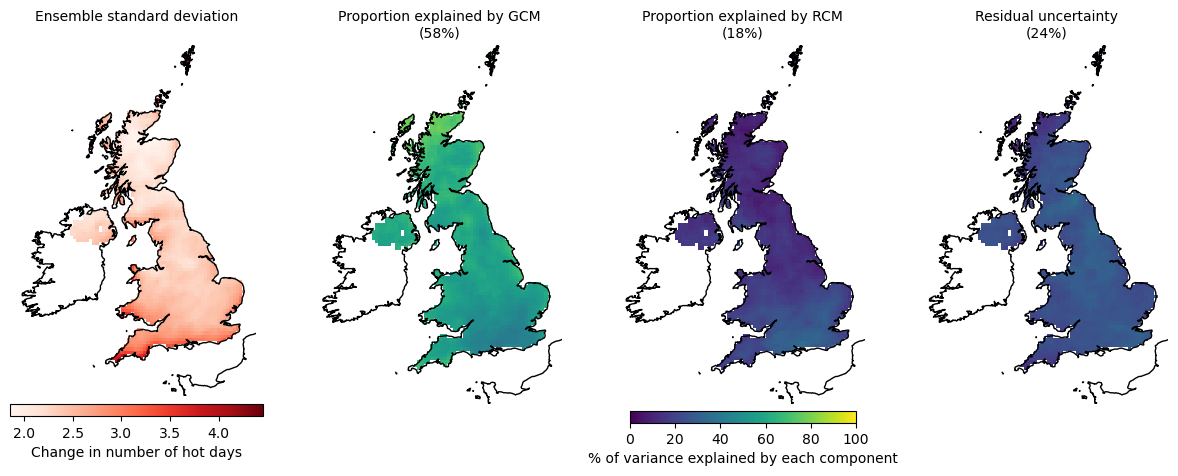 Ensemble standard deviation
Proportion explained by GCM
(58%)
Proportion explained by RCM
(18%)
Residual uncertainty
(24%)
2.0 2.5 3.0 3.5 4.0
Change in number of hot days
0 20 40 60 80 100
% of variance explained by each component